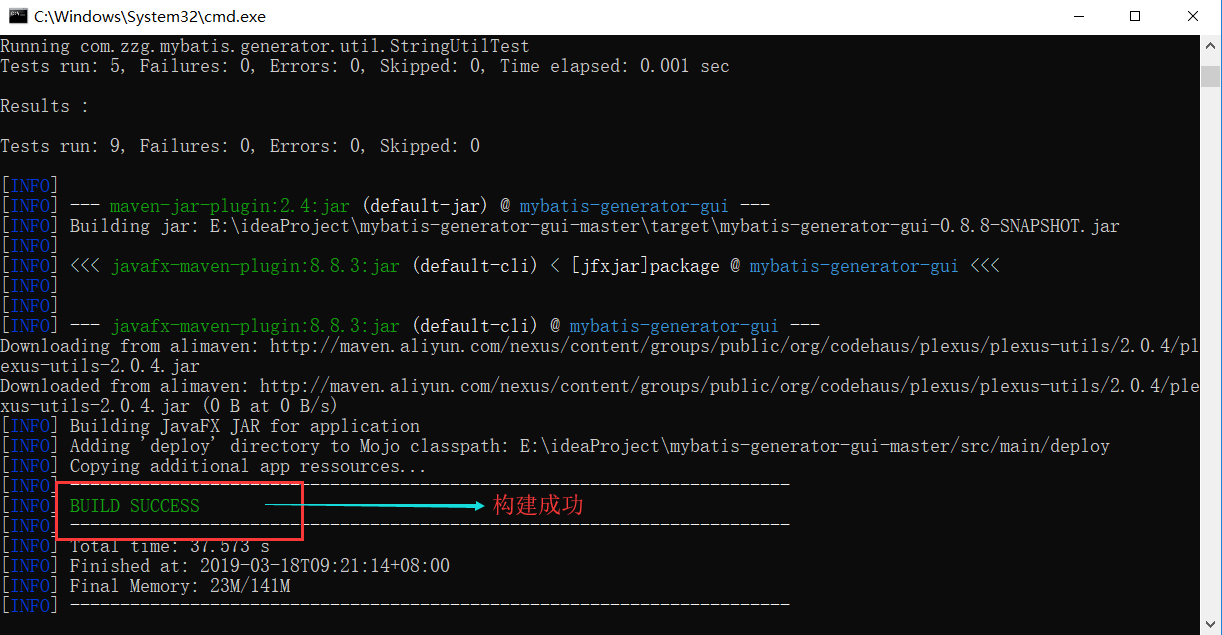 C:\Windows\System32\cmd.exe
Running com.zzg.mybatis.generator.util.StringUtilTest
Tests run: 5, Failures: 0, Errors: 0, Skipped: 0, Time elapsed: 0.001 sec
Results :
Tests run: 9, Failures: 0, Errors: 0, Skipped: 0
[INFO]
[INFO] --- maven-jar-plugin:2.4:jar (default-jar) @ mybatis-generator-gui ---
[INFO] Building jar: E:\ideaProject\mybatis-generator-gui-master\target\mybatis-generator-gui-0.8.8-SNAPSHOT.jar
[INFO]
[INFO] <<< javafx-maven-plugin:8.8.3:jar (default-cli) < [jfxjar]package @ mybatis-generator-gui <<<
[INFO]
[INFO]
[INFO] --- javafx-maven-plugin:8.8.3:jar (default-cli) @ mybatis-generator-gui ---
Downloading from alimaven: http://maven.aliyun.com/nexus/content/groups/public/org/codehaus/plexus/plexus-utils/2.0.4/pl
exus-utils-2.0.4.jar
Downloaded from alimaven: http://maven.aliyun.com/nexus/content/groups/public/org/codehaus/plexus/plexus-utils/2.0.4/ple
xus-utils-2.0.4.jar (0 B at 0 B/s)
[INFO] Building JavaFX JAR for application
[INFO] Adding 'deploy' directory to Mojo classpath: E:\ideaProject\mybatis-generator-gui-master/src/main/deploy
[INFO] Copying additional app ressources...
[INFO] ------------------------------------------------------------------------
[INFO] BUILD SUCCESS 构建成功
[INFO] ------------------------------------------------------------------------
[INFO] Total time: 37.573 s
[INFO] Finished at: 2019-03-18T09:21:14+08:00
[INFO] Final Memory: 23M/141M
[INFO] ------------------------------------------------------------------------